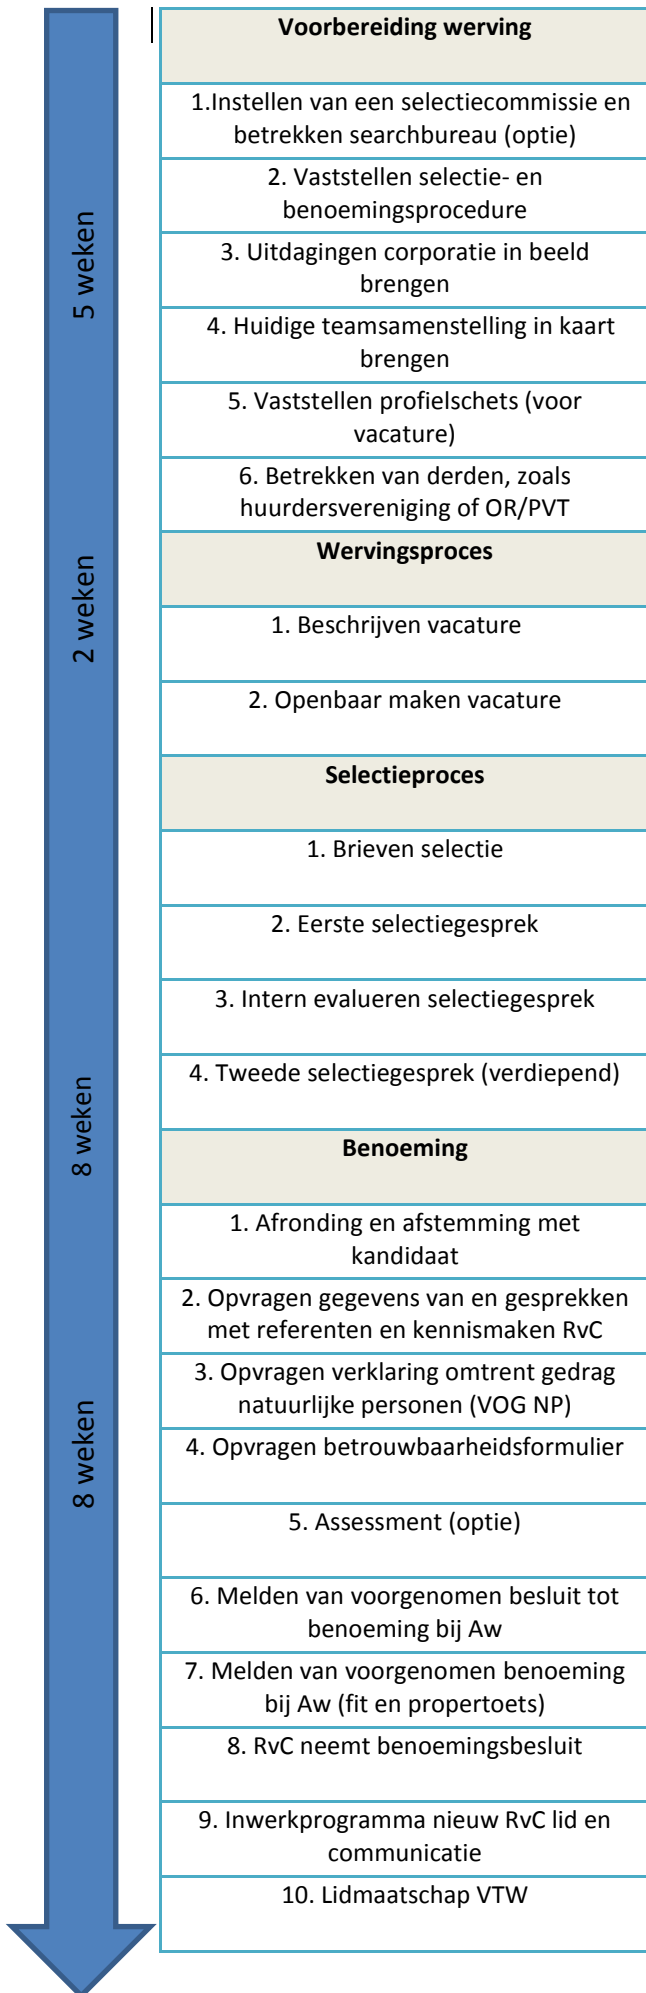 Voorbereiding werving
1.Instellen van een selectiecommissie en
betrekken searchbureau (optie)
2. Vaststellen selectie- en
benoemingsprocedure
3. Uitdagingen corporatie in beeld
brengen
4. Huidige teamsamenstelling in kaart
brengen
5. Vaststellen profielschets (voor
vacature)
6. Betrekken van derden, zoals
huurdersvereniging of OR/PVT
5 weken
Wervingsproces
1. Beschrijven vacature
2. Openbaar maken vacature
2 weken
Selectieproces
1. Brieven selectie
2. Eerste selectiegesprek
3. Intern evalueren selectiegesprek
4. Tweede selectiegesprek (verdiepend)
8 weken
Benoeming
1. Afronding en afstemming met
kandidaat
2. Opvragen gegevens van en gesprekken
met referenten en kennismaken RvC
3. Opvragen verklaring omtrent gedrag
natuurlijke personen (VOG NP)
4. Opvragen betrouwbaarheidsformulier
5. Assessment (optie)
6. Melden van voorgenomen besluit tot
benoeming bij Aw
7. Melden van voorgenomen benoeming
bij Aw (fit en propertoets)
8. RvC neemt benoemingsbesluit
9. Inwerkprogramma nieuw RvC lid en
communicatie
10. Lidmaatschap VTW
8 weken